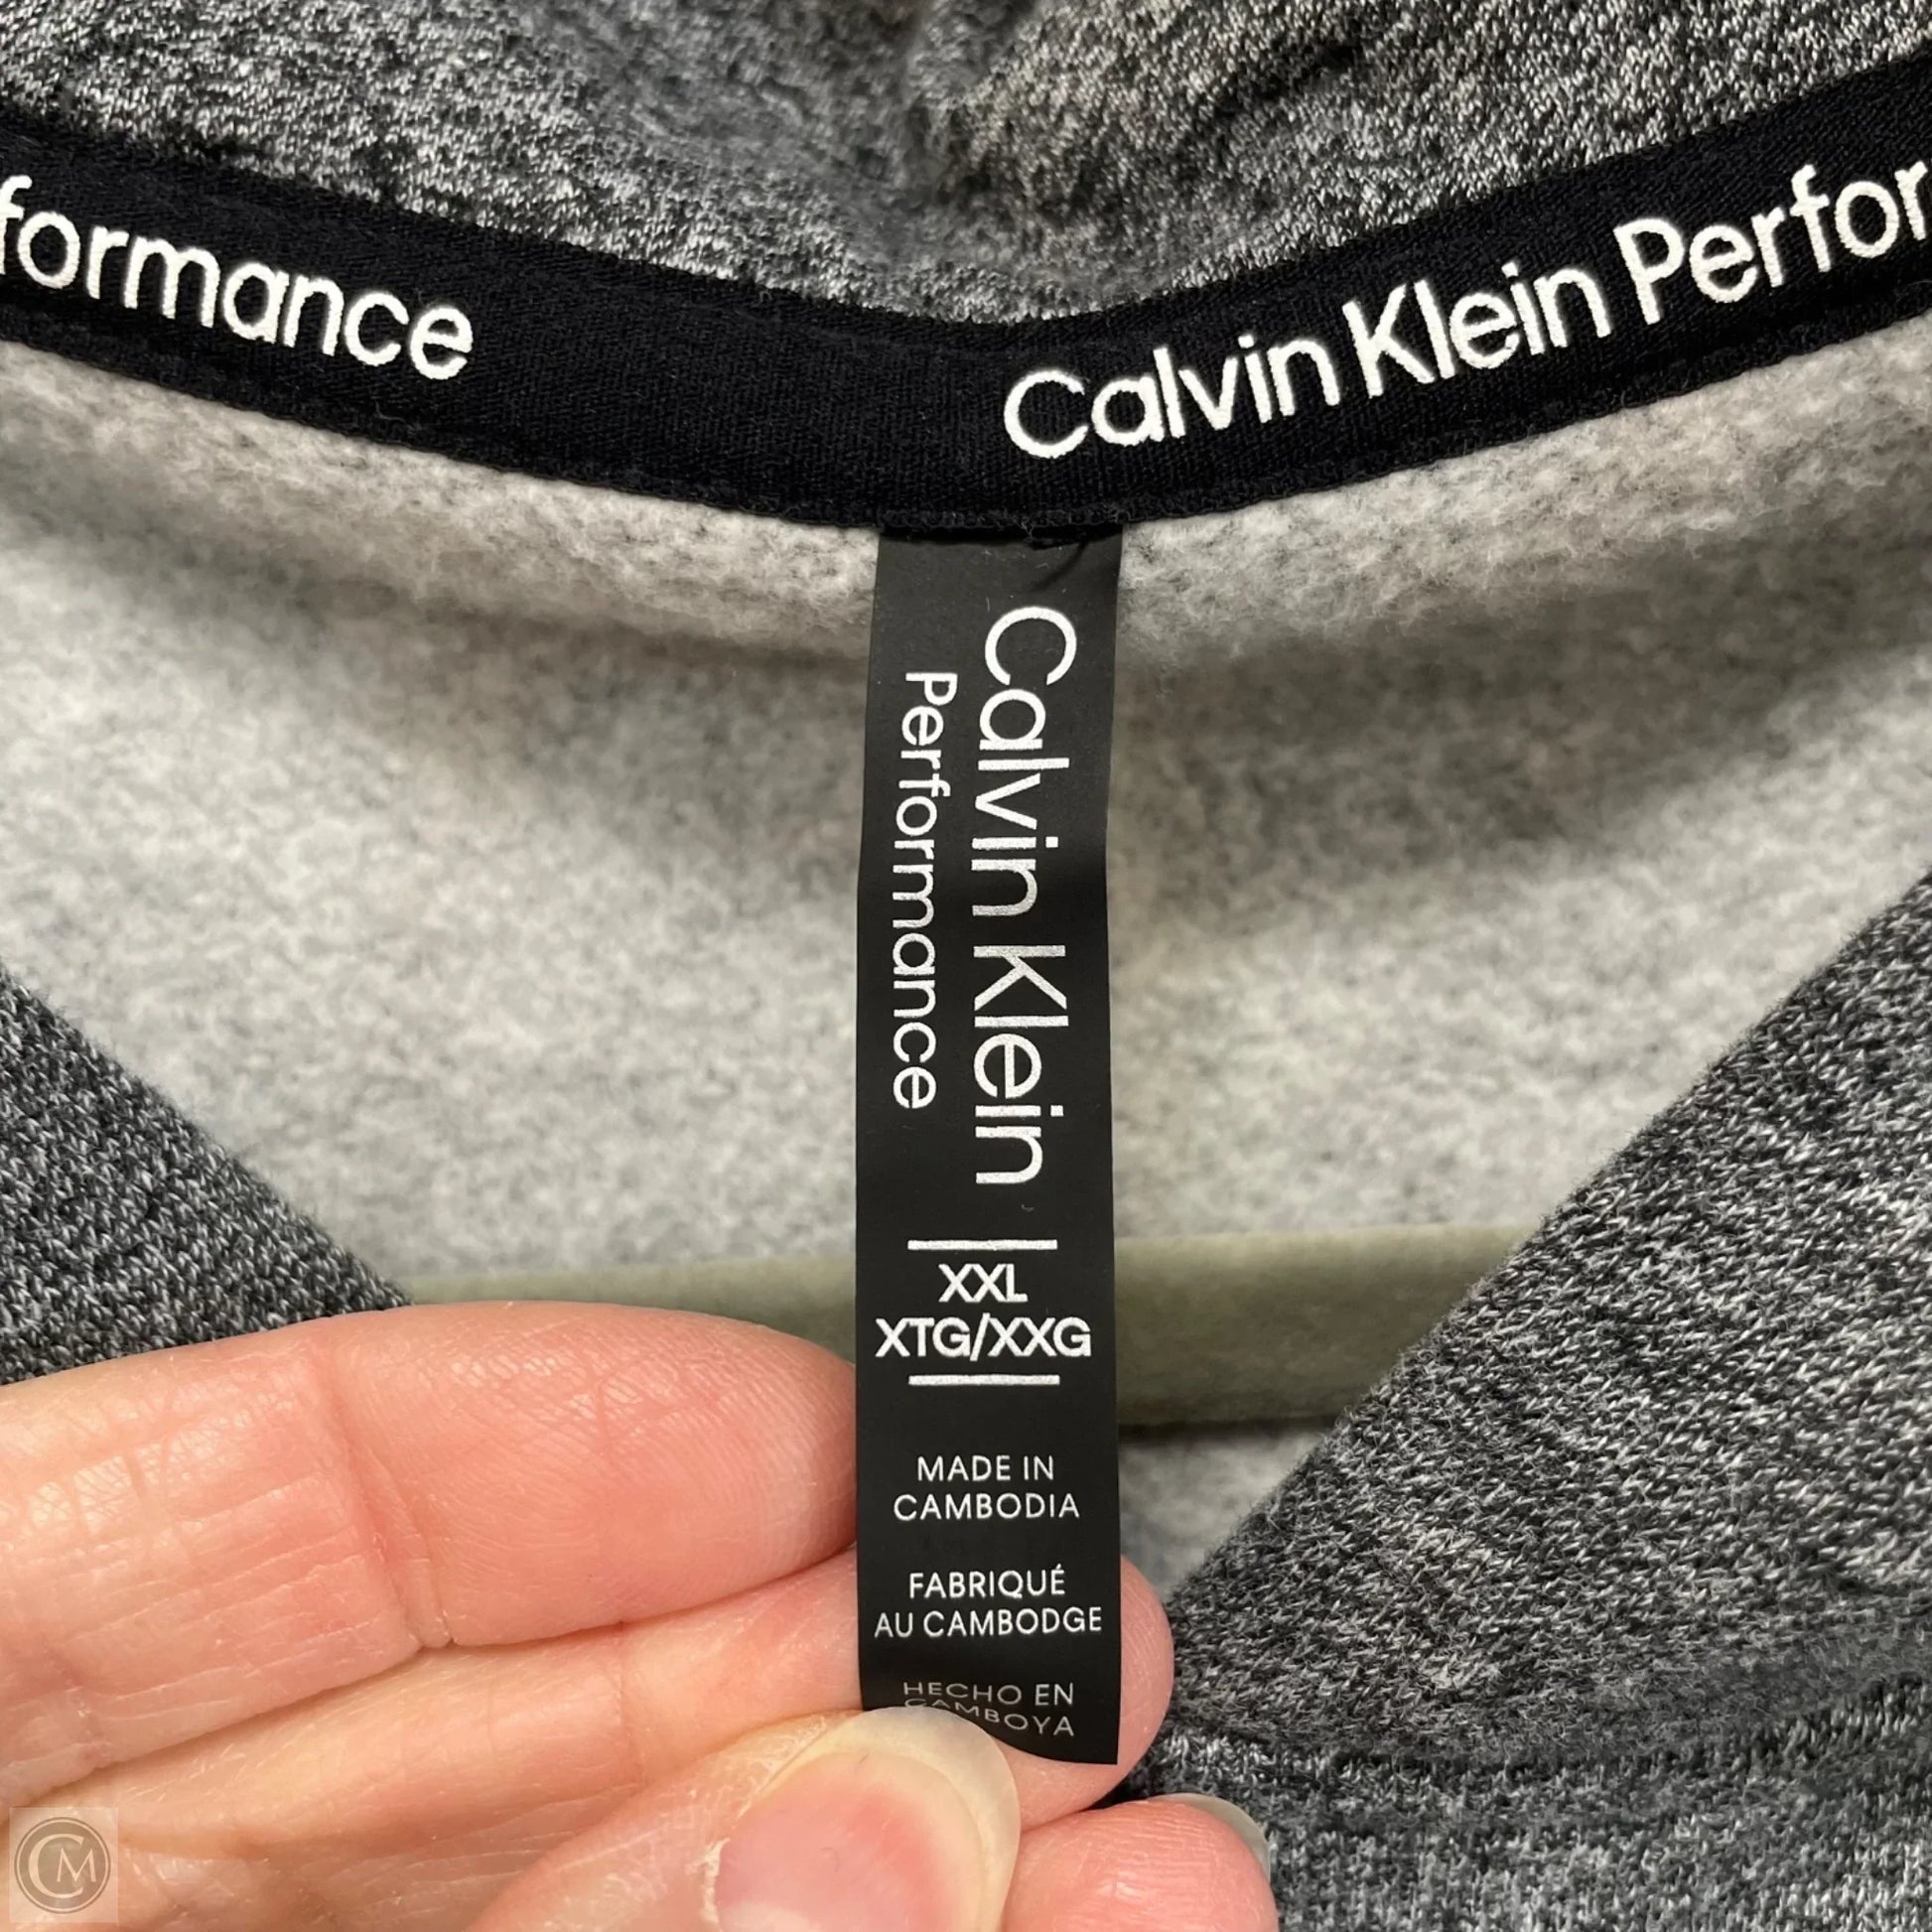 formance
Calvin Klein Perfor
Calvin Klein
Performance
XXL
XTG/XXG
MADE IN
CAMBODIA
FABRIQUÉ
AU CAMBODGE
HECHO EN
CAMBOYA
CM